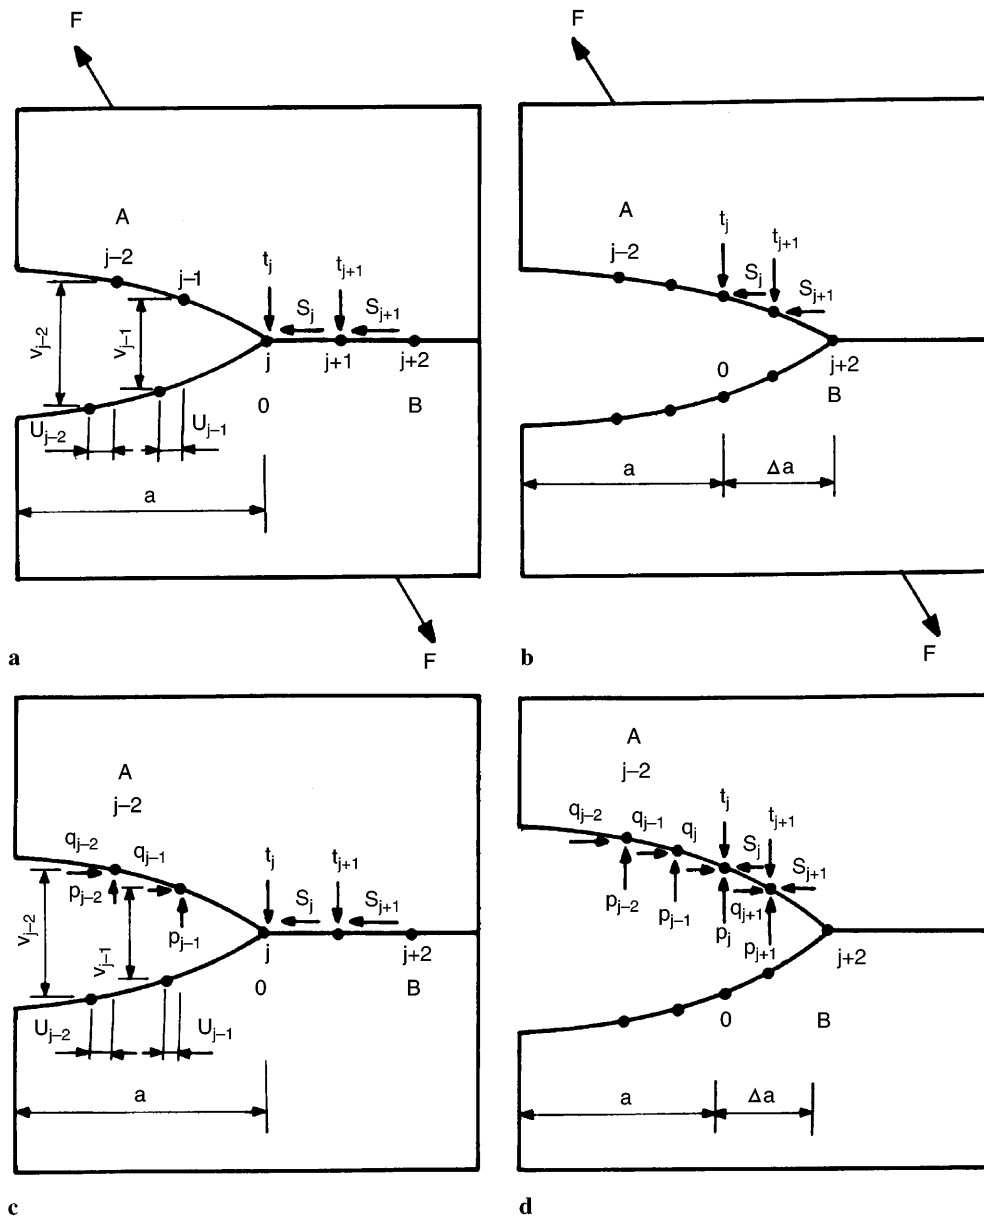 F
A
j–2
j–1
t_j
t_{j+1}
S_j
S_{j+1}
v_{j–2}
v_{j–1}
j
j+1
j+2
0
B
U_{j–2}
U_{j–1}
a
F
a
F
A
j–2
t_j
t_{j+1}
S_j
S_{j+1}
0
j+2
B
a
Δa
F
b
A
j–2
q_{j–2}
q_{j–1}
t_j
t_{j+1}
p_{j–2}
S_j
S_{j+1}
v_{j–2}
p_{j–1}
v_{j–1}
j
j+2
0
B
U_{j–2}
U_{j–1}
a
c
A
j–2
t_j
t_{j+1}
q_{j–2}
q_{j–1}
q_j
S_j
S_{j+1}
p_{j–2}
p_{j–1}
p_j
q_{j+1}
p_{j+1}
j+2
0
B
a
Δa
d